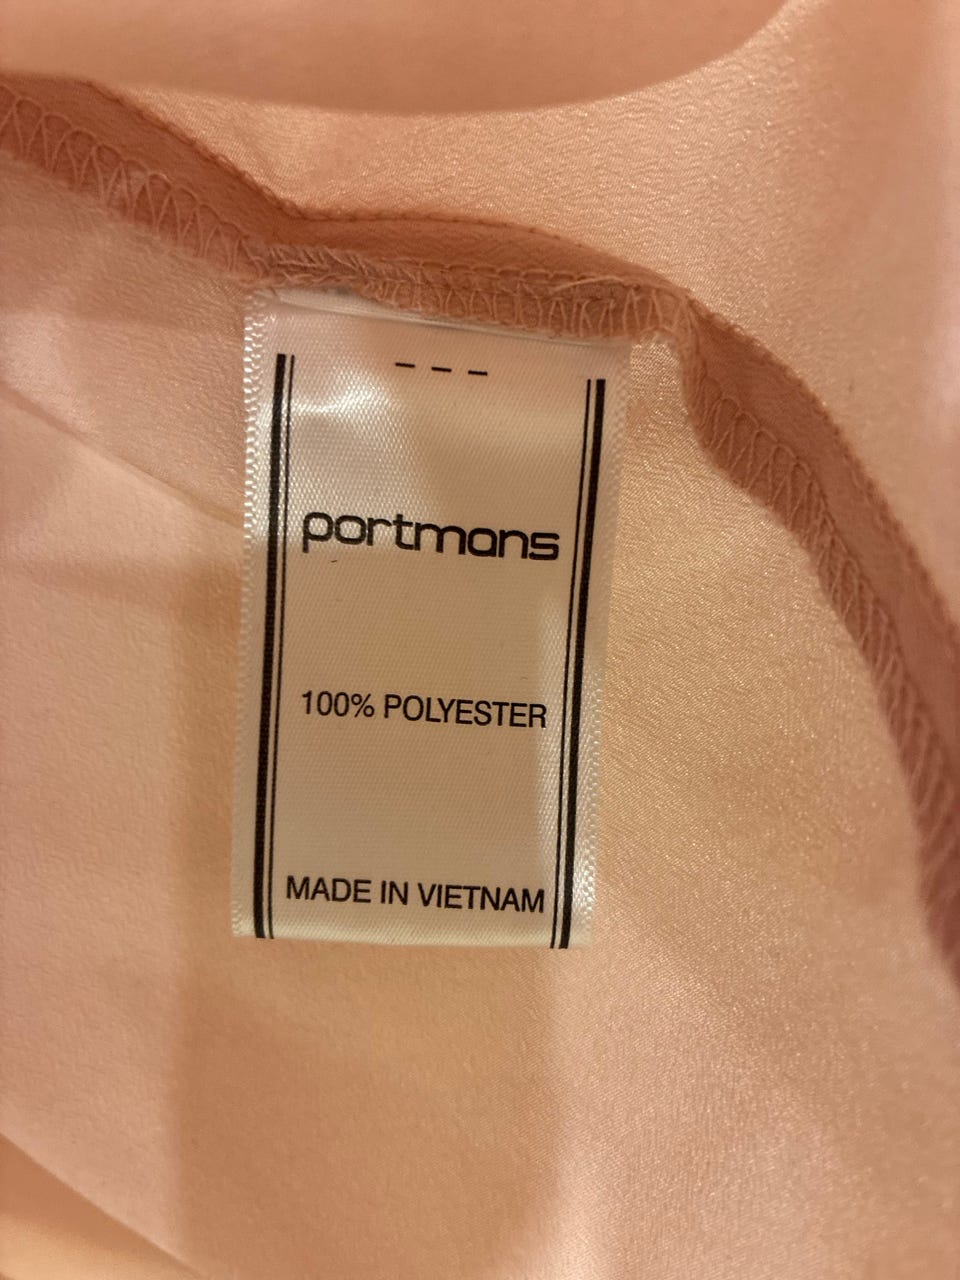 – – –
portmans
100% POLYESTER
MADE IN VIETNAM